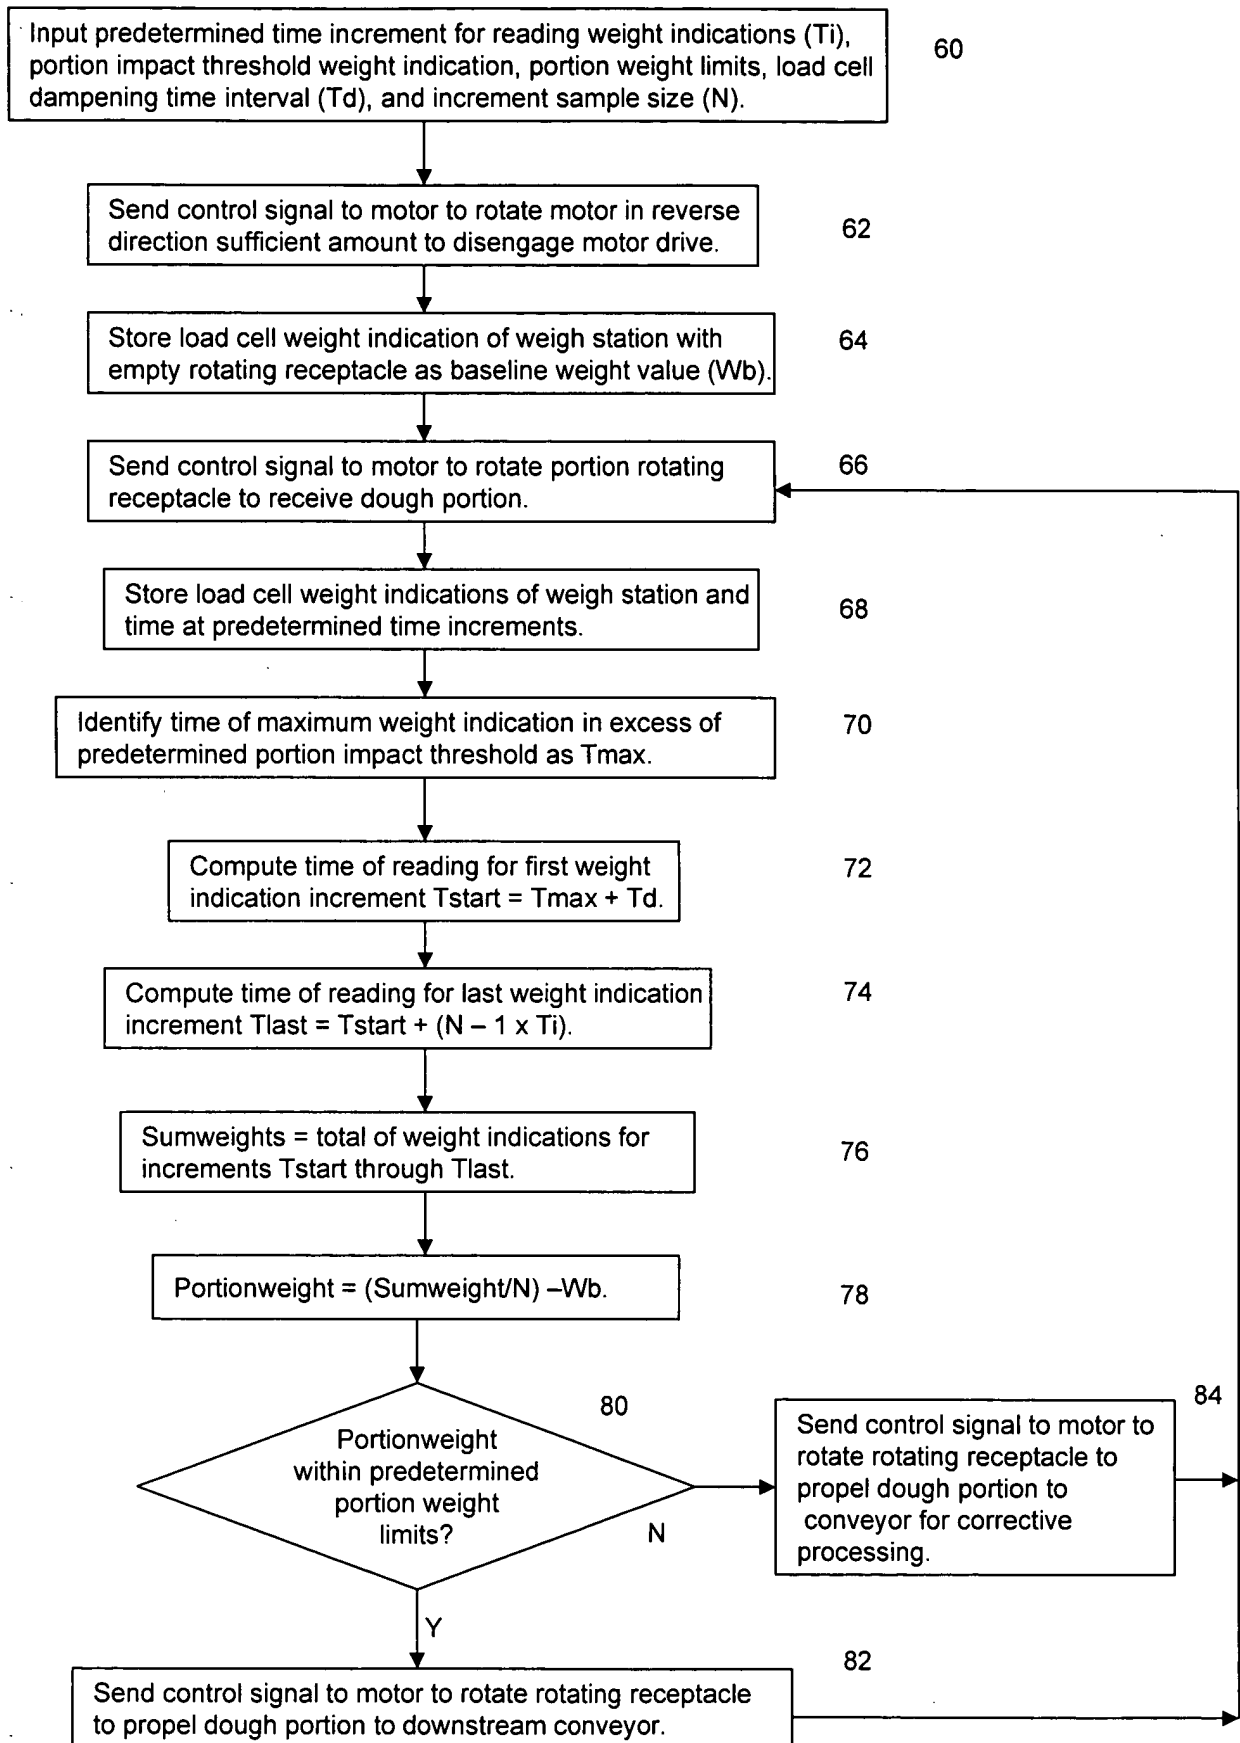 Input predetermined time increment for reading weight indications (Ti),
portion impact threshold weight indication, portion weight limits, load cell
dampening time interval (Td), and increment sample size (N).
60
Send control signal to motor to rotate motor in reverse
direction sufficient amount to disengage motor drive.
62
Store load cell weight indication of weigh station with
empty rotating receptacle as baseline weight value (Wb).
64
Send control signal to motor to rotate portion rotating
receptacle to receive dough portion.
66
Store load cell weight indications of weigh station and
time at predetermined time increments.
68
Identify time of maximum weight indication in excess of
predetermined portion impact threshold as Tmax.
70
Compute time of reading for first weight
indication increment Tstart = Tmax + Td.
72
Compute time of reading for last weight indication
increment Tlast = Tstart + (N – 1 x Ti).
74
Sumweights = total of weight indications for
increments Tstart through Tlast.
76
Portionweight = (Sumweight/N) –Wb.
78
Portionweight
within predetermined
portion weight
limits?
80
N
Y
Send control signal to motor to
rotate rotating receptacle to
propel dough portion to
conveyor for corrective
processing.
84
Send control signal to motor to rotate rotating receptacle
to propel dough portion to downstream conveyor.
82